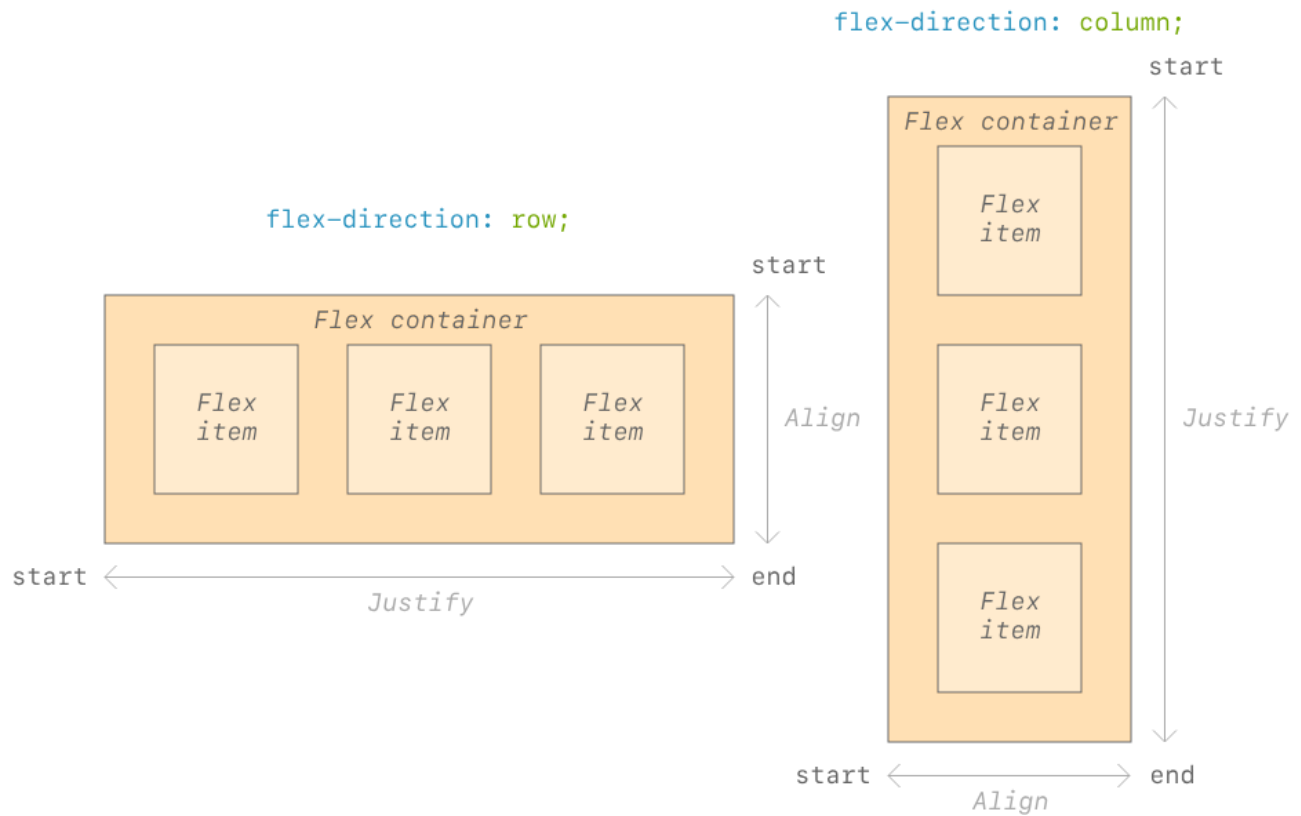 flex-direction: row;
start
Flex container
Flex
item
Flex
item
Flex
item
Align
start
end
Justify
flex-direction: column;
start
Flex container
Flex
item
Flex
item
Flex
item
Justify
start
end
Align